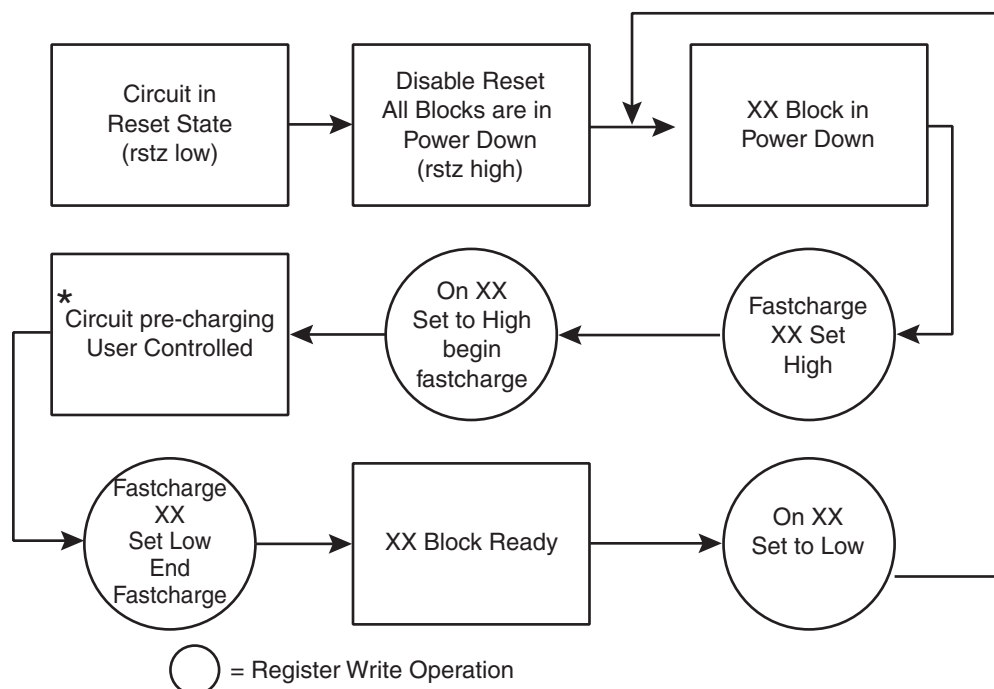 Circuit in
Reset State
(rstz low)
Disable Reset
All Blocks are in
Power Down
(rstz high)
XX Block in
Power Down
Fastcharge
XX Set
High
On XX
Set to High
begin
fastcharge
*
Circuit pre-charging
User Controlled
Fastcharge
XX
Set Low
End
Fastcharge
XX Block Ready
On XX
Set to Low
= Register Write Operation